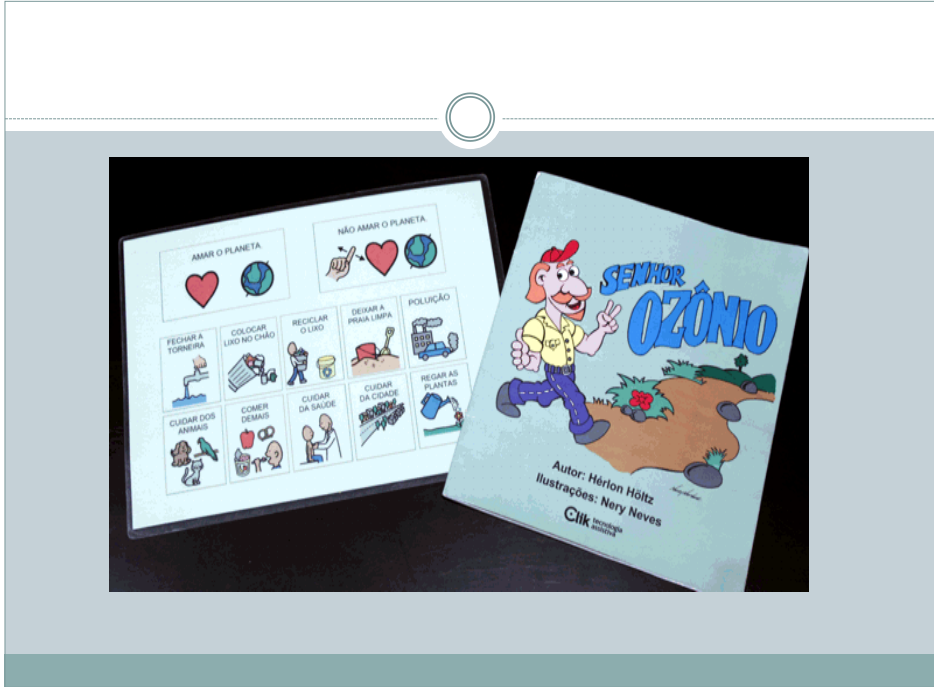 AMAR O PLANETA.
NÃO AMAR O PLANETA.
FECHAR A
TORNEIRA
COLOCAR
LIXO NO CHÃO
RECICLAR
O LIXO
DEIXAR A
PRAIA LIMPA
POLUIÇÃO
CUIDAR DOS
ANIMAIS
COMER
DEMAIS
CUIDAR
DA SAÚDE
CUIDAR
DA CIDADE
REGAR AS
PLANTAS
SENHOR
OZÔNIO
Autor: Hérlon Höltz
Ilustrações: Nery Neves
Clik tecnologia
assistiva